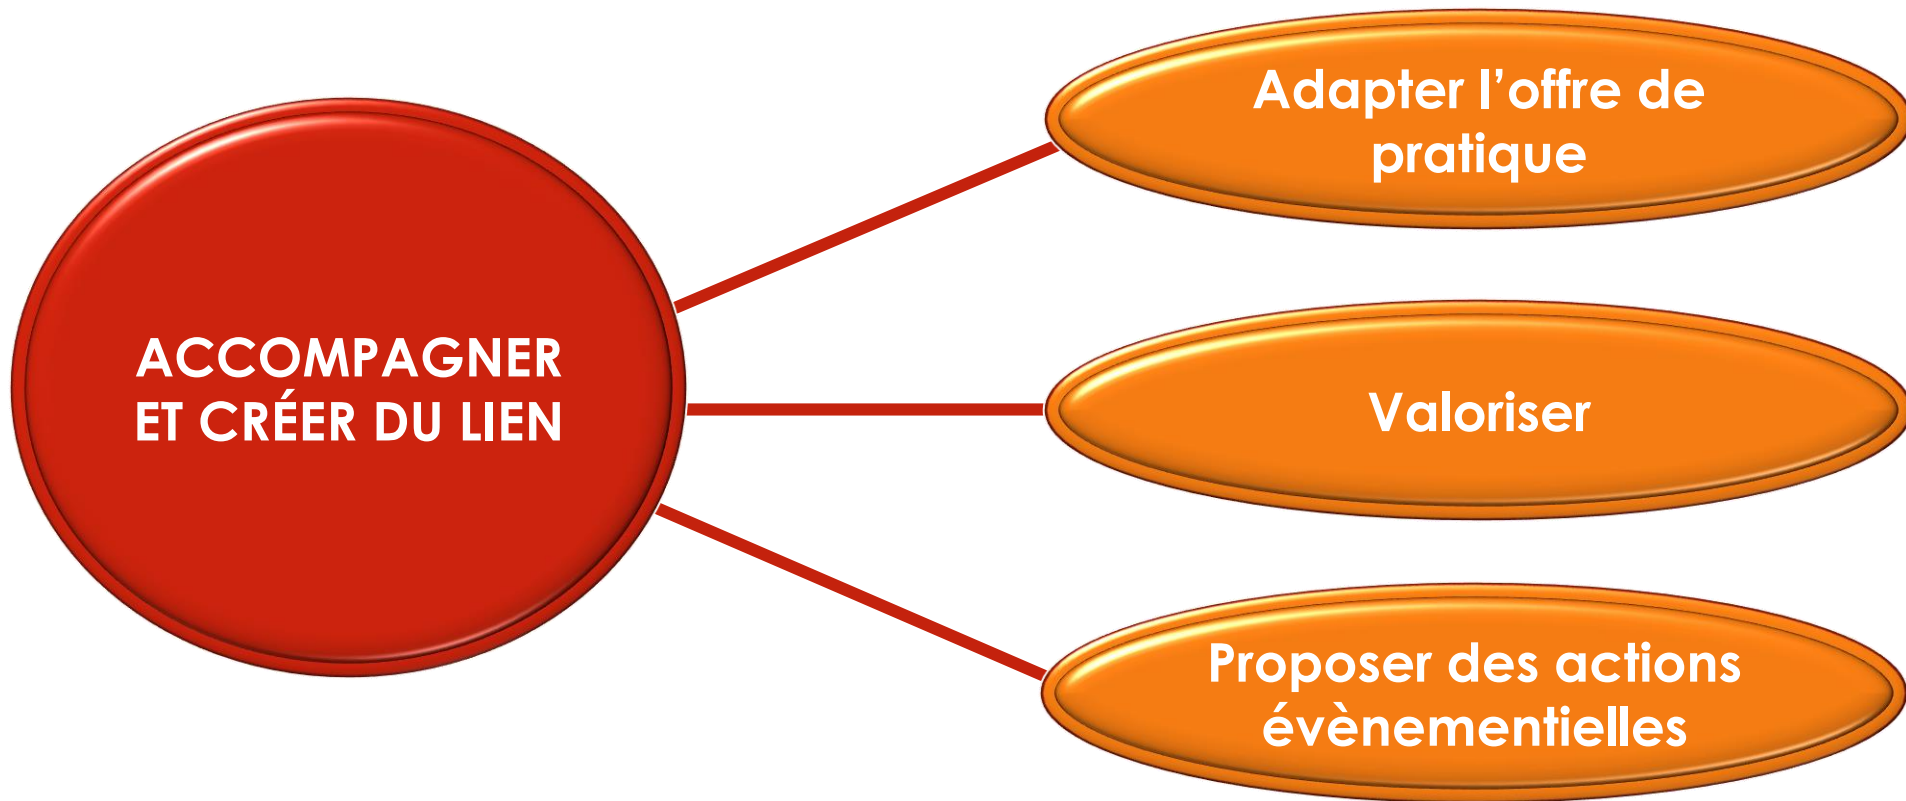 ACCOMPAGNER
ET CRÉER DU LIEN
Adapter l’offre de
pratique
Valoriser
Proposer des actions
évènementielles